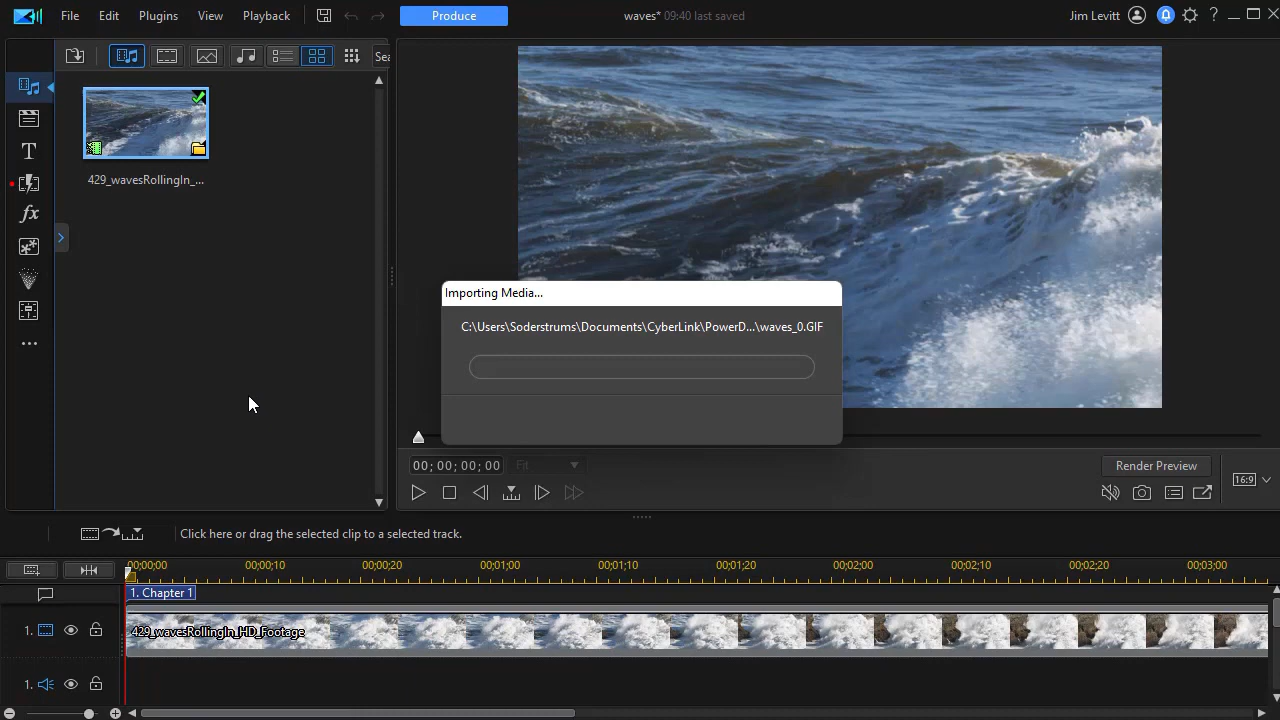 File Edit Plugins View Playback Produce waves* 09:40 last saved Jim Levitt ?
Sea
T
429_wavesRollingIn_...
fx
Importing Media...
C:\Users\Soderstrums\Documents\CyberLink\PowerD...\waves_0.GIF
00; 00; 00; 00 Fit Render Preview
16:9
Click here or drag the selected clip to a selected track.
00;00;00 00;00;10 00;00;20 00;01;00 00;01;10 00;01;20 00;02;00 00;02;10 00;02;20 00;03;00
1. Chapter 1
1. 429_wavesRollingIn_HD_Footage
1.